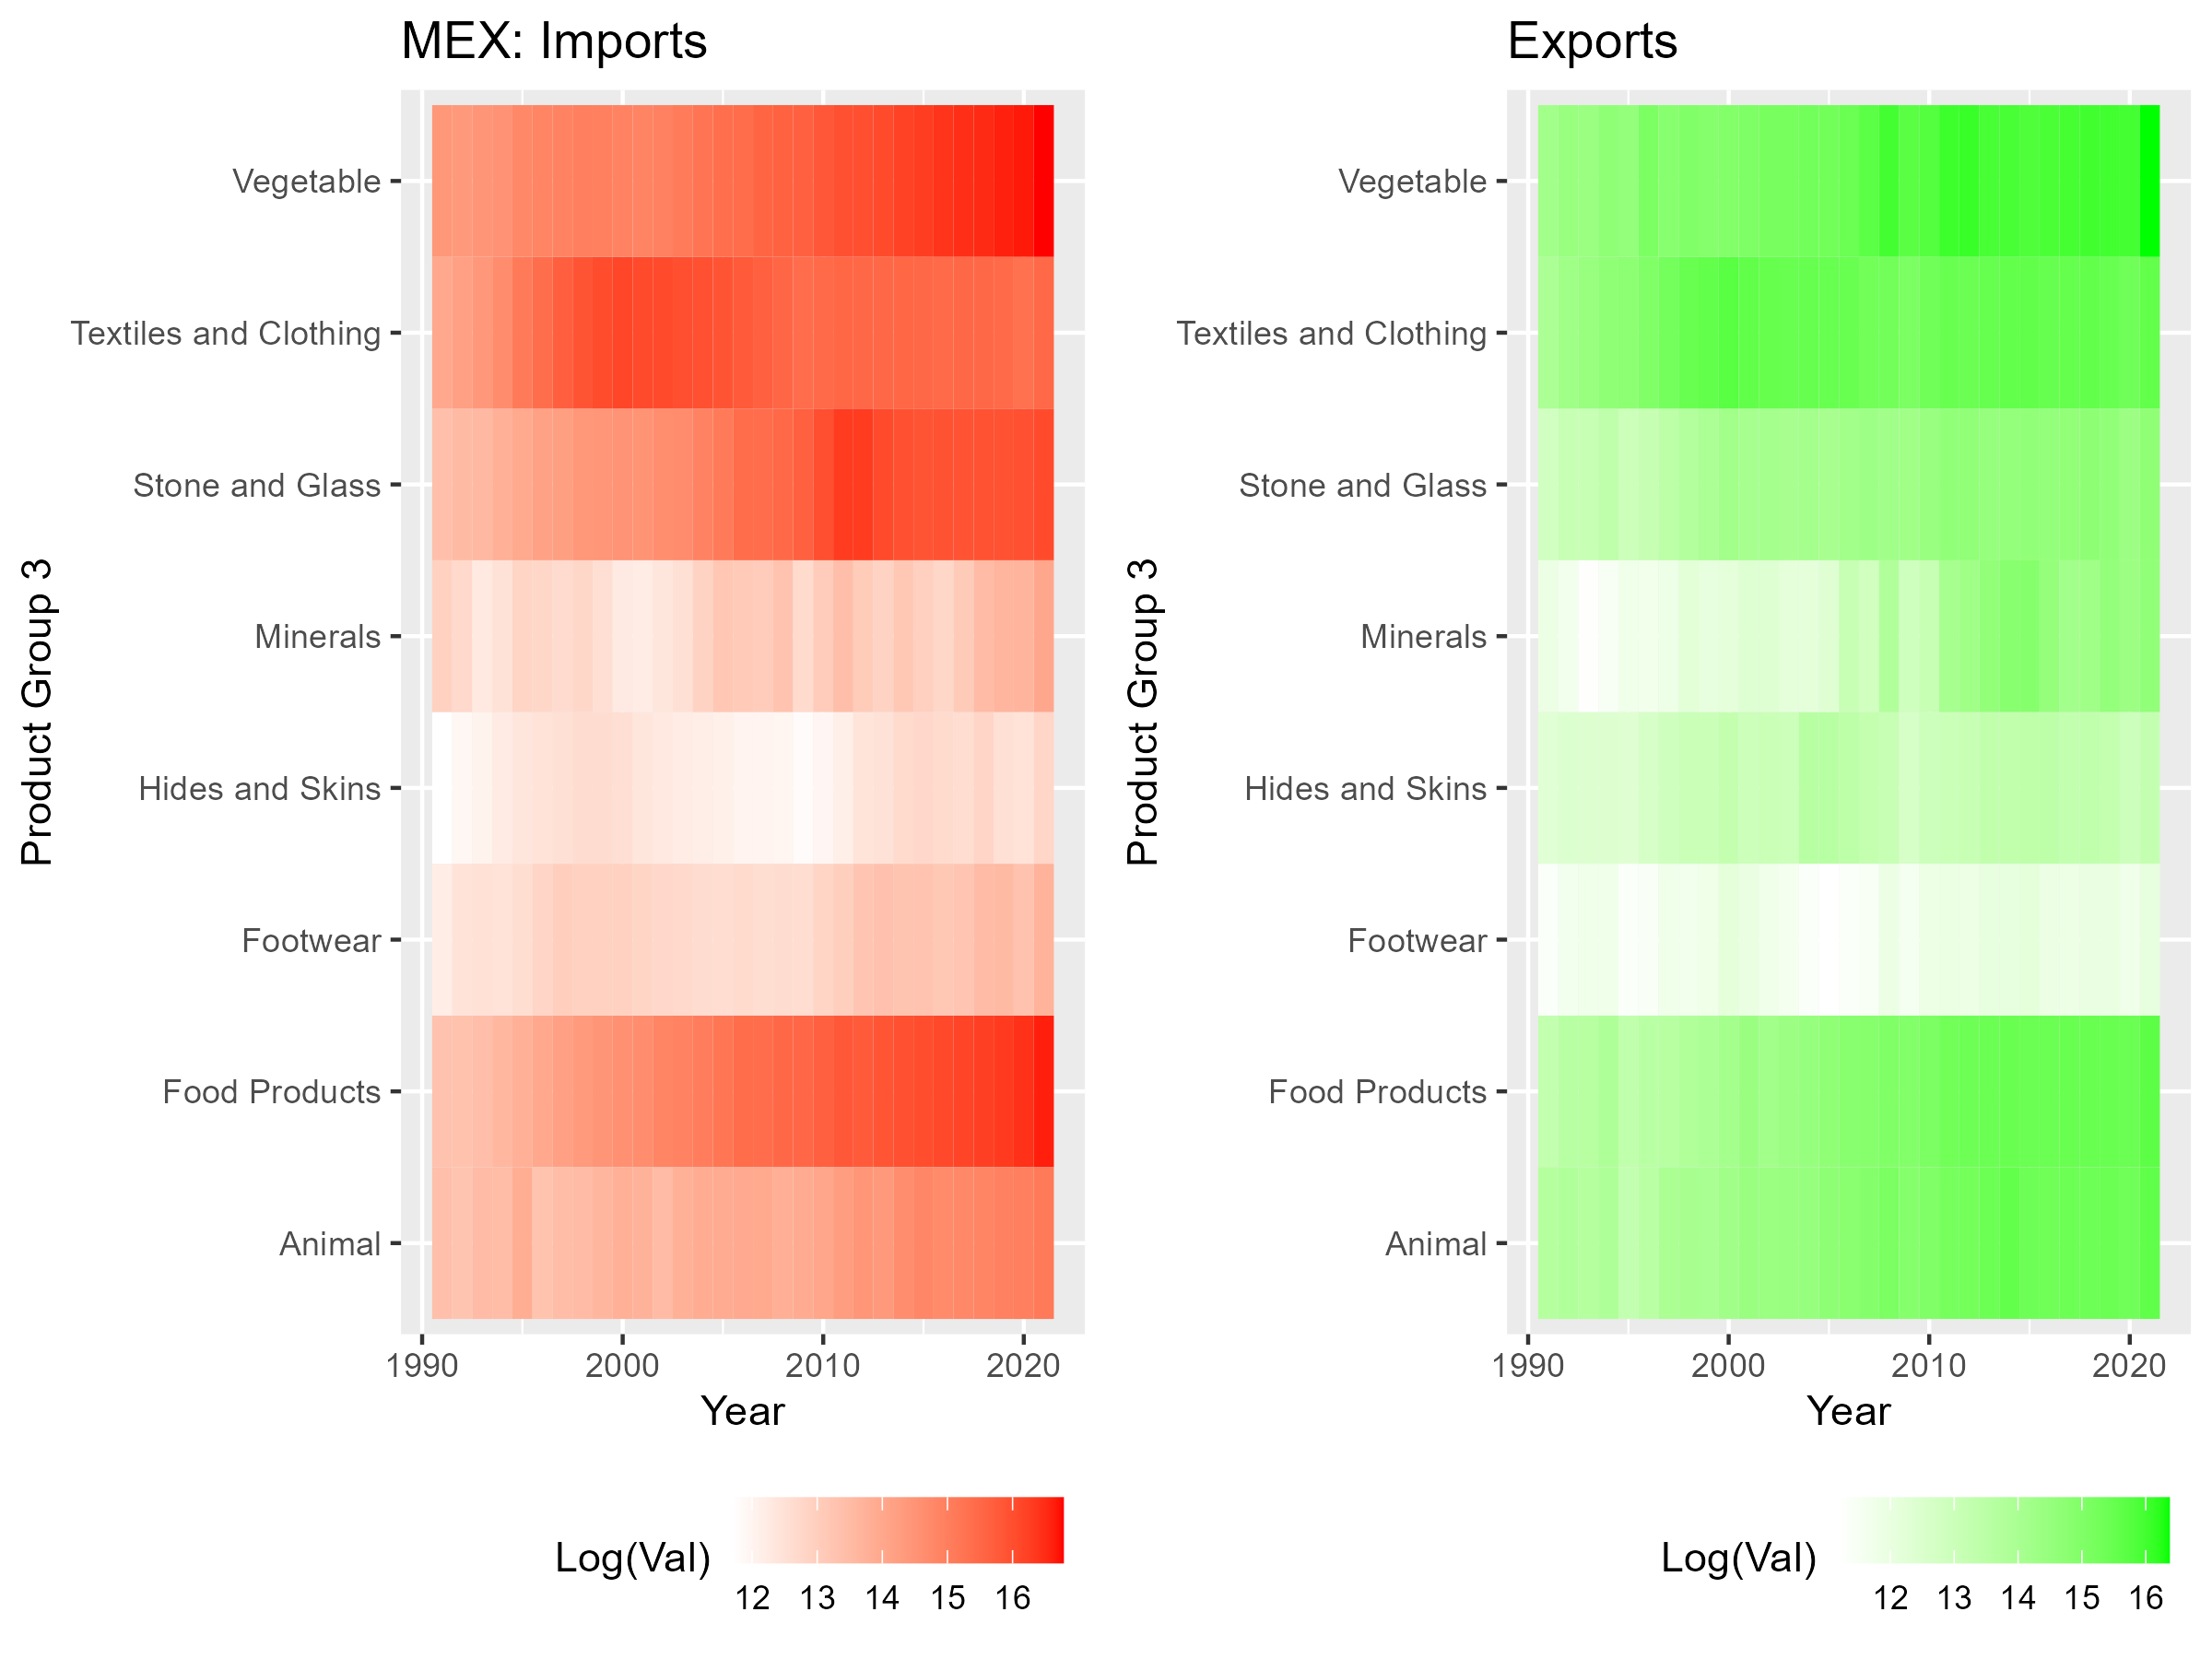 MEX: Imports
Product Group 3
Vegetable
Textiles and Clothing
Stone and Glass
Minerals
Hides and Skins
Footwear
Food Products
Animal
1990 2000 2010 2020
Year
Log(Val)
12 13 14 15 16
Exports
Product Group 3
Vegetable
Textiles and Clothing
Stone and Glass
Minerals
Hides and Skins
Footwear
Food Products
Animal
1990 2000 2010 2020
Year
Log(Val)
12 13 14 15 16